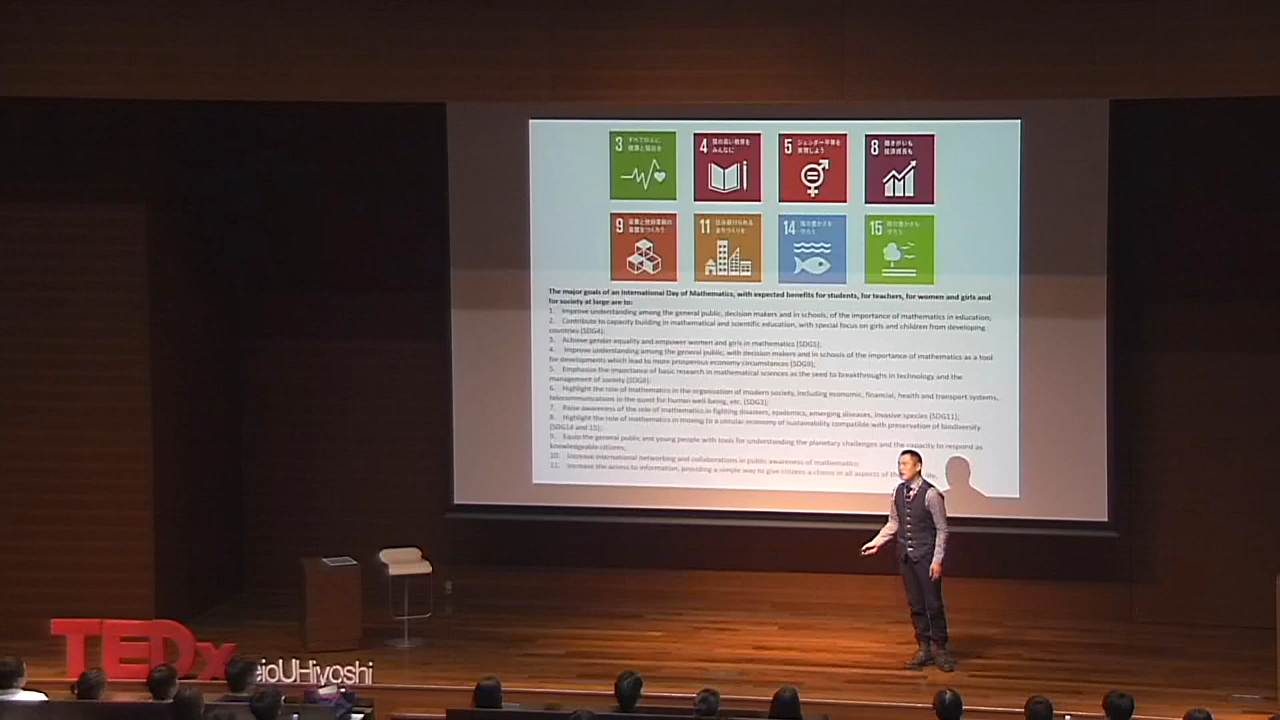 3 すべての人に
健康と福祉を
4 質の高い教育を
みんなに
5 ジェンダー平等を
実現しよう
8 働きがいも
経済成長も
9 産業と技術革新の
基盤をつくろう
11 住み続けられる
まちづくりを
14 海の豊かさを
守ろう
15 陸の豊かさも
守ろう
The major goals of an International Day of Mathematics, with expected benefits for students, for teachers, for women and girls and
for society at large are to:
1. Improve understanding among the general public, decision makers and in schools, of the importance of mathematics in education;
2. Contribute to capacity building in mathematical and scientific education, with special focus on girls and children from developing
countries (SDG4);
3. Achieve gender equality and empower women and girls in mathematics (SDG5);
4. Improve understanding among the general public, with decision makers and in schools of the importance of mathematics as a tool
for developments which lead to more prosperous economy circumstances (SDG9);
5. Emphasise the importance of basic research in mathematical sciences as the seed to breakthroughs in technology and the
management of society (SDG8);
6. Highlight the role of mathematics in the organisation of modern society, including economic, financial, health and transport systems,
telecommunications in the quest for human well-being, etc. (SDG3);
7. Raise awareness of the role of mathematics in fighting disasters, epidemics, emerging diseases, invasive species (SDG11);
8. Highlight the role of mathematics in moving to a circular economy of sustainability compatible with preservation of biodiversity
(SDG14 and 15);
9. Equip the general public and young people with tools for understanding the planetary challenges and the capacity to respond as
knowledgeable citizens;
10. Increase international networking and collaborations in public awareness of mathematics;
11. Increase the access to information, providing a simple way to give citizens a choice in all aspects of life.
TEDx
eioUHiyoshi